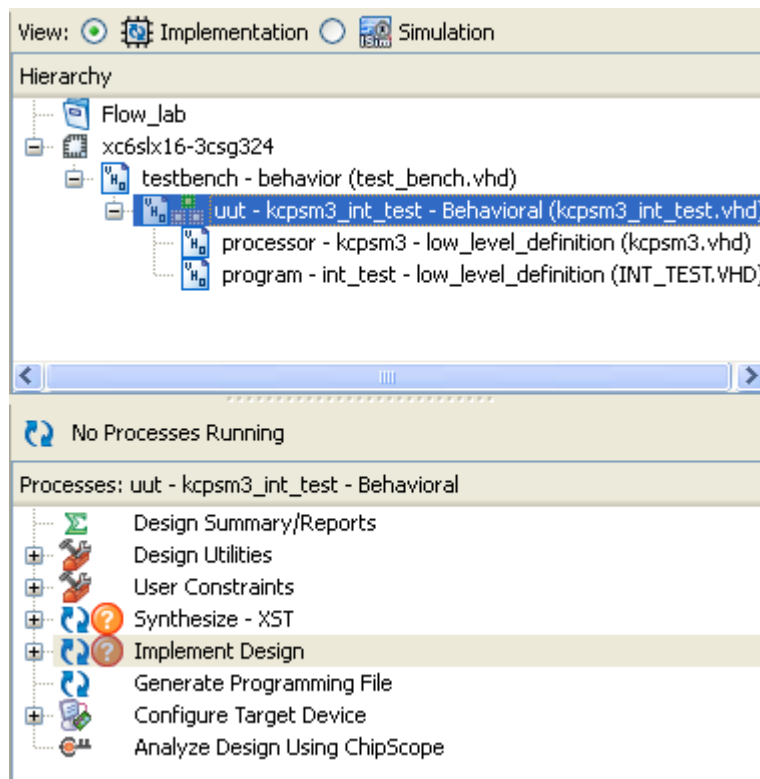 View: Implementation Simulation
Hierarchy
Flow_lab
xc6slx16-3csg324
testbench - behavior (test_bench.vhd)
uut - kcpsm3_int_test - Behavioral (kcpsm3_int_test.vhd)
processor - kcpsm3 - low_level_definition (kcpsm3.vhd)
program - int_test - low_level_definition (INT_TEST.VHD)
No Processes Running
Processes: uut - kcpsm3_int_test - Behavioral
Design Summary/Reports
Design Utilities
User Constraints
Synthesize - XST
Implement Design
Generate Programming File
Configure Target Device
Analyze Design Using ChipScope